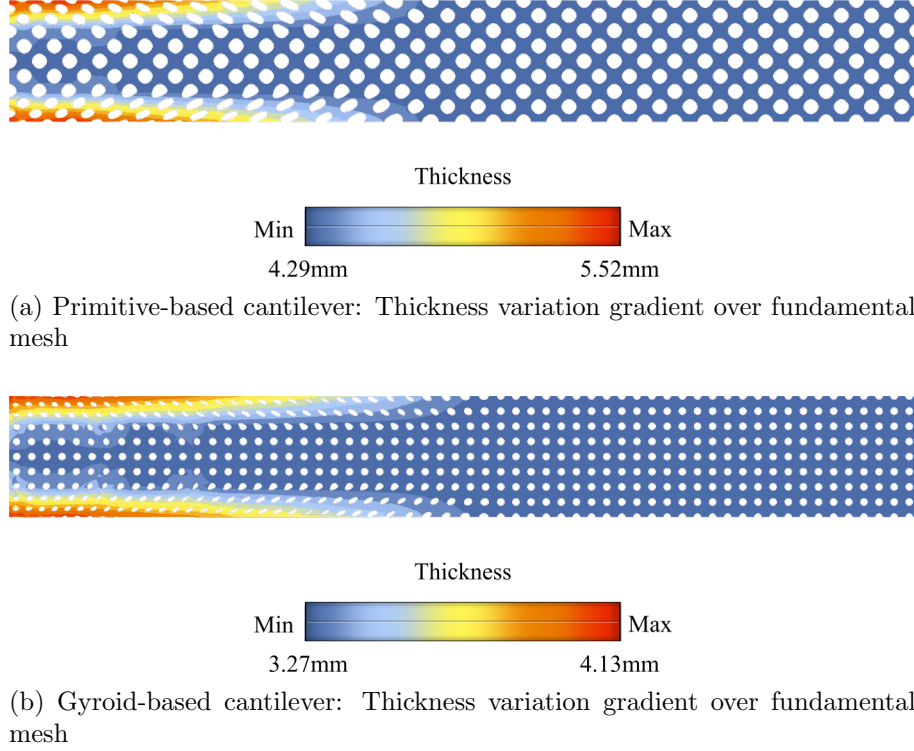 Thickness
Min Max
4.29mm 5.52mm
(a) Primitive-based cantilever: Thickness variation gradient over fundamental
mesh
Thickness
Min Max
3.27mm 4.13mm
(b) Gyroid-based cantilever: Thickness variation gradient over fundamental
mesh